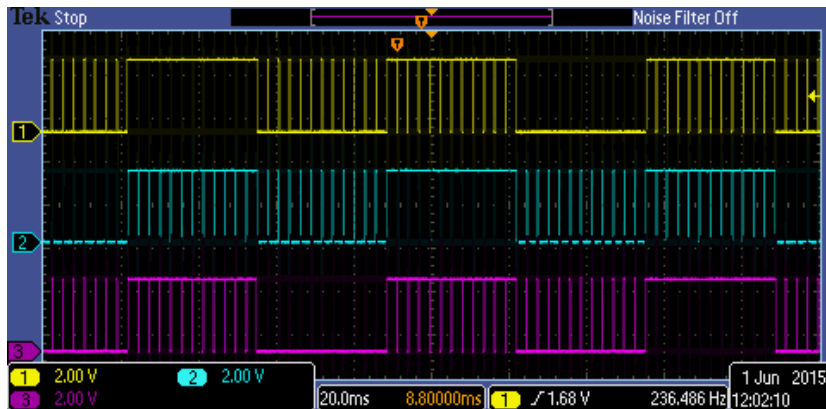 Tek Stop
Noise Filter Off
T
T
1
2
3
1 2.00 V 2 2.00 V
3 2.00 V
20.0ms 8.80000ms 1 1.68 V 236.486 Hz
1 Jun 2015
12:02:10